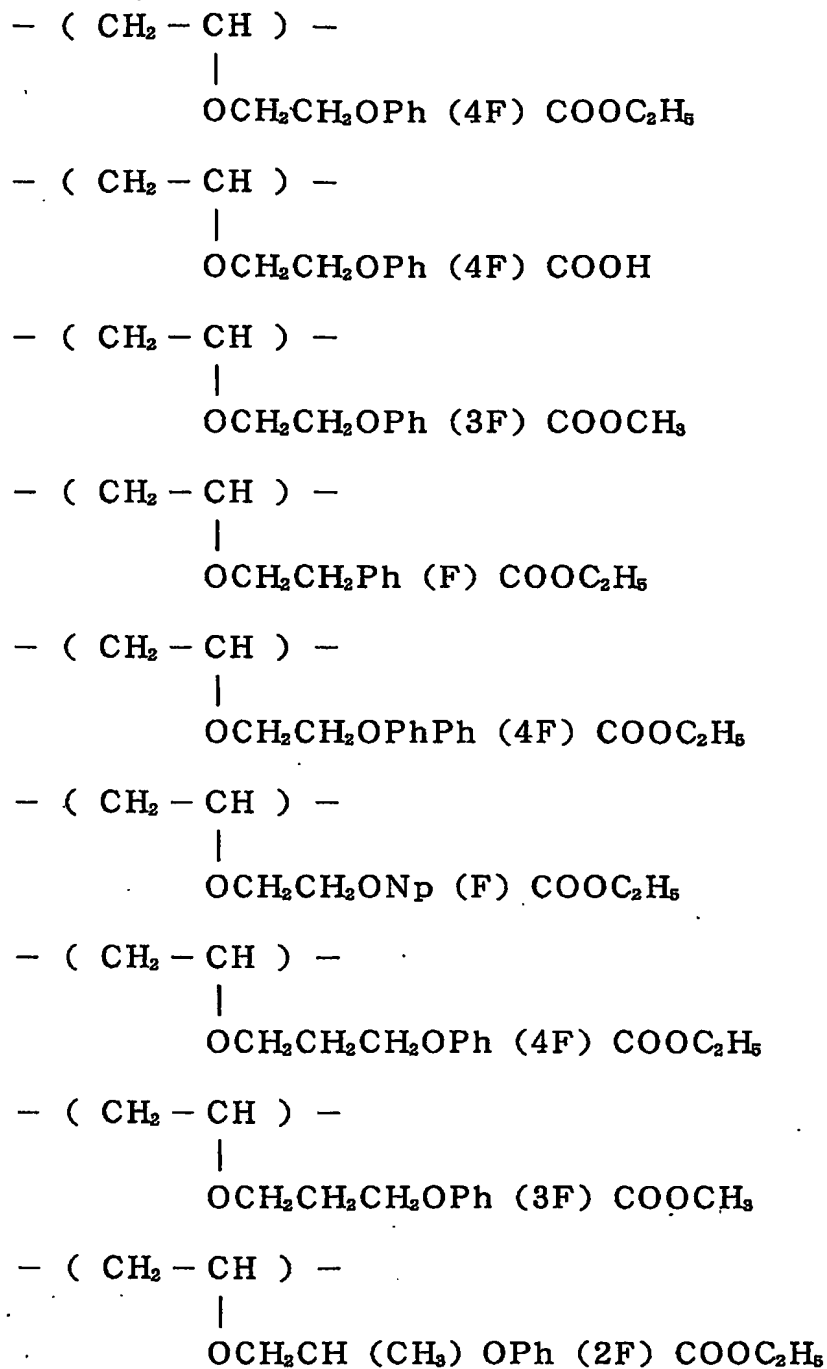 − ( CH₂ − CH ) −
|
OCH₂CH₂OPh (4F) COOC₂H₅
− ( CH₂ − CH ) −
|
OCH₂CH₂OPh (4F) COOH
− ( CH₂ − CH ) −
|
OCH₂CH₂OPh (3F) COOCH₃
− ( CH₂ − CH ) −
|
OCH₂CH₂Ph (F) COOC₂H₅
− ( CH₂ − CH ) −
|
OCH₂CH₂OPhPh (4F) COOC₂H₅
− ( CH₂ − CH ) −
|
OCH₂CH₂ONp (F) COOC₂H₅
− ( CH₂ − CH ) −
|
OCH₂CH₂CH₂OPh (4F) COOC₂H₅
− ( CH₂ − CH ) −
|
OCH₂CH₂CH₂OPh (3F) COOCH₃
− ( CH₂ − CH ) −
|
OCH₂CH (CH₃) OPh (2F) COOC₂H₅